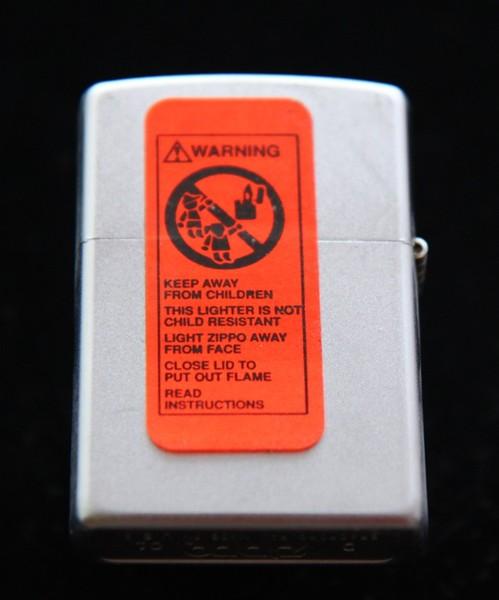 WARNING
KEEP AWAY
FROM CHILDREN
THIS LIGHTER IS NOT
CHILD RESISTANT
LIGHT ZIPPO AWAY
FROM FACE
CLOSE LID TO
PUT OUT FLAME
READ
INSTRUCTIONS